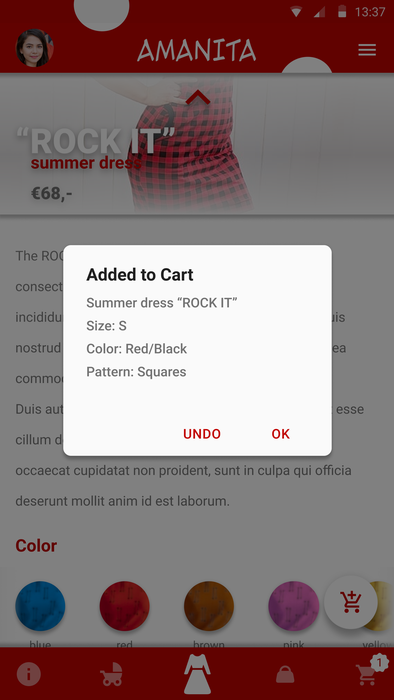 13:37
AMANITA
“ROCK IT”
summer dress
€68,-
The ROC
consect
incididu uis
nostrud ea
commo
Duis aut esse
cillum d
occaecat cupidatat non proident, sunt in culpa qui officia
deserunt mollit anim id est laborum.
Added to Cart
Summer dress “ROCK IT”
Size: S
Color: Red/Black
Pattern: Squares
UNDO OK
Color
blue red brown pink yellow
1